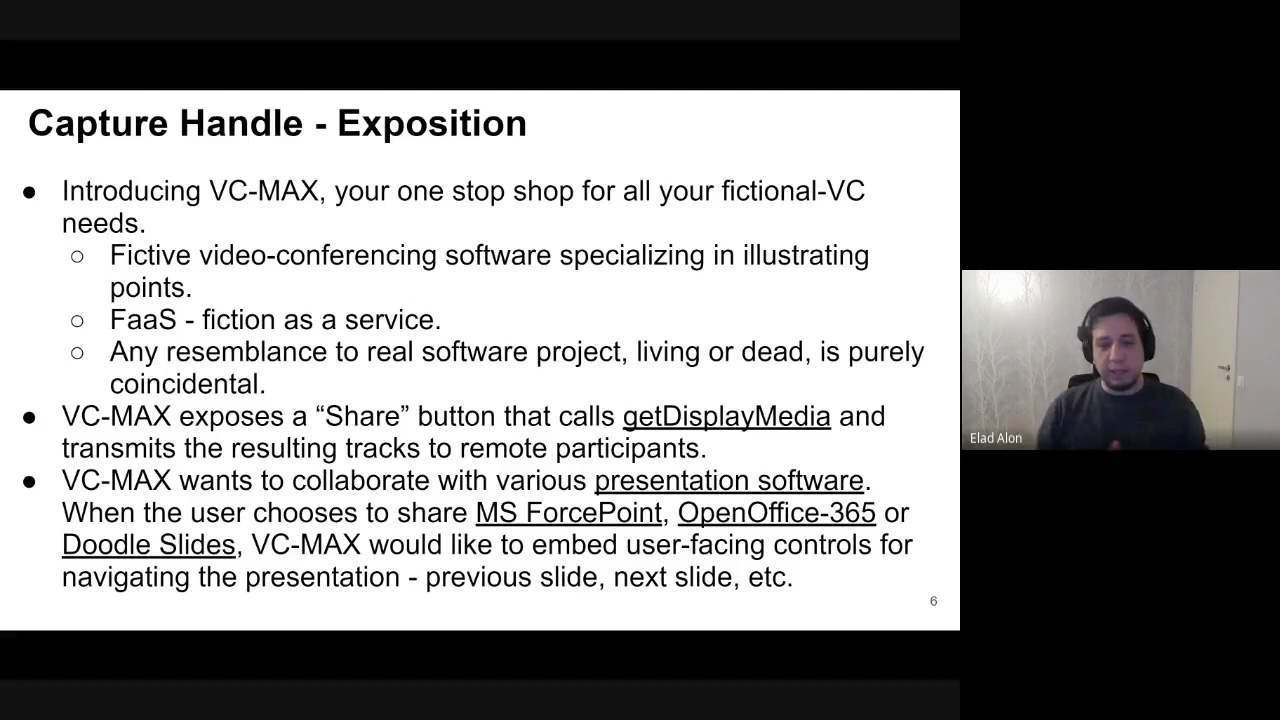 Capture Handle - Exposition
● Introducing VC-MAX, your one stop shop for all your fictional-VC
needs.
○ Fictive video-conferencing software specializing in illustrating
points.
○ FaaS - fiction as a service.
○ Any resemblance to real software project, living or dead, is purely
coincidental.
● VC-MAX exposes a “Share” button that calls getDisplayMedia and
transmits the resulting tracks to remote participants.
● VC-MAX wants to collaborate with various presentation software.
When the user chooses to share MS ForcePoint, OpenOffice-365 or
Doodle Slides, VC-MAX would like to embed user-facing controls for
navigating the presentation - previous slide, next slide, etc.
6
Elad Alon